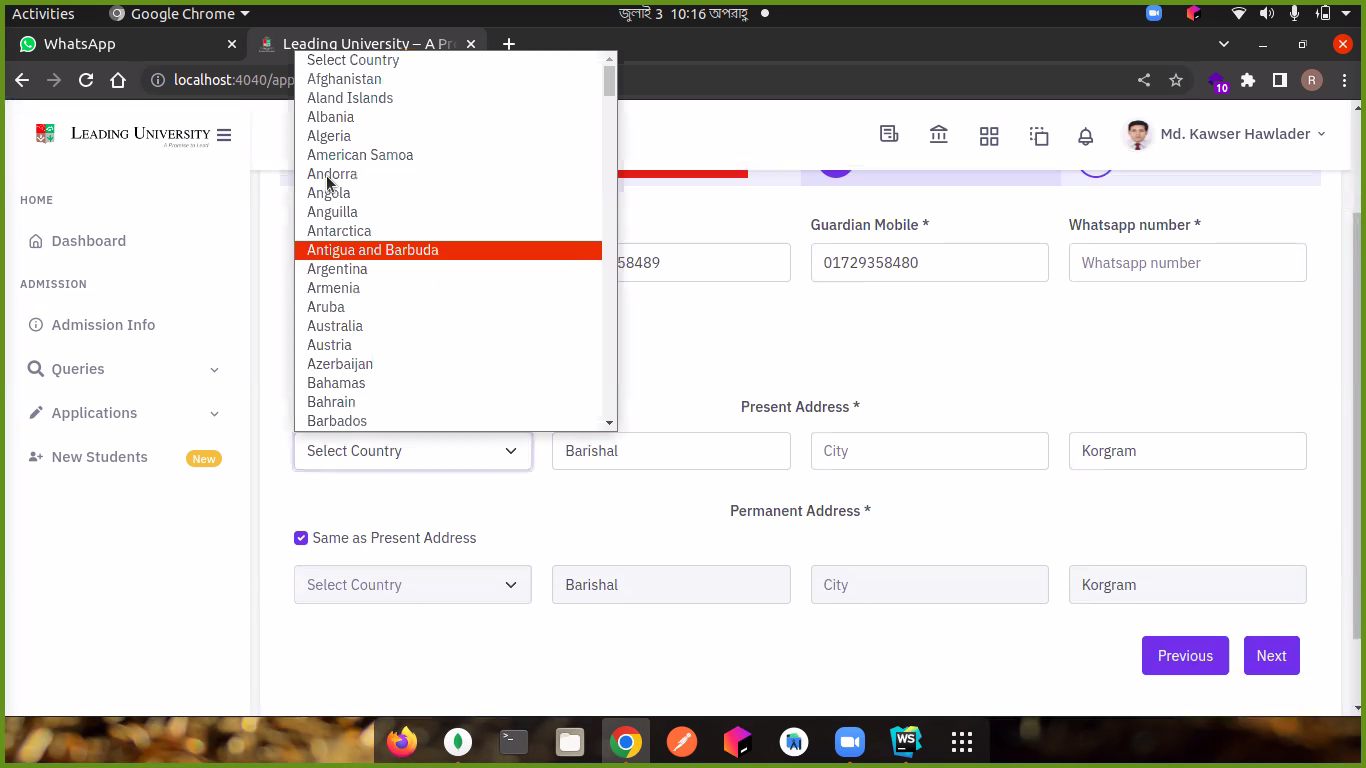 Activities
Google Chrome
জুলাই 3 10:16 অপরাহ্ণ
WhatsApp
Leading University – A Pr
localhost:4040/app
10
R
LEADING UNIVERSITY
A Promise to Lead
Md. Kawser Hawlader
HOME
Dashboard
ADMISSION
Admission Info
Queries
Applications
New Students
New
Select Country
Afghanistan
Aland Islands
Albania
Algeria
American Samoa
Andorra
Angola
Anguilla
Antarctica
Antigua and Barbuda
Argentina
Armenia
Aruba
Australia
Austria
Azerbaijan
Bahamas
Bahrain
Barbados
Guardian Mobile *
Whatsapp number *
58489
01729358480
Whatsapp number
Present Address *
Select Country
Barishal
City
Korgram
Permanent Address *
Same as Present Address
Select Country
Barishal
City
Korgram
Previous
Next
WS